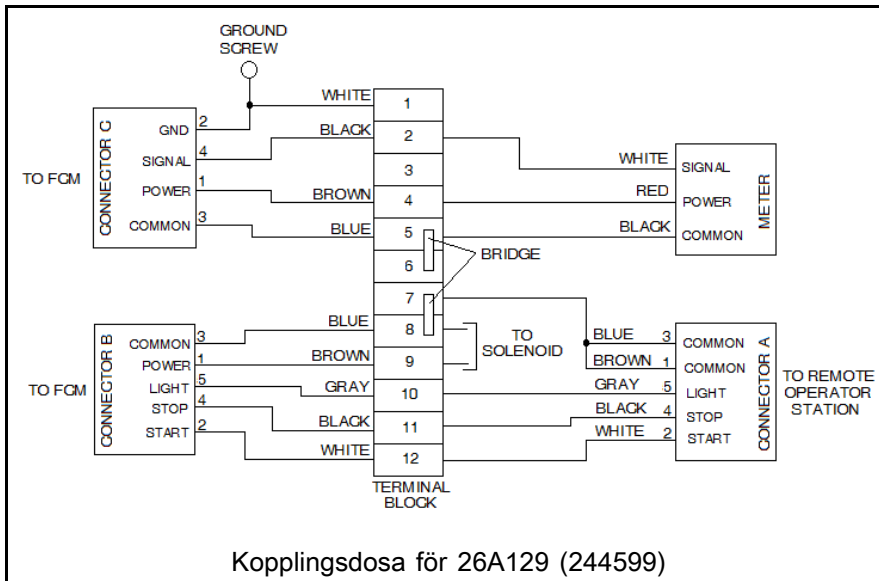 GROUND
SCREW
WHITE
1
CONNECTOR C
GND
2
BLACK
2
SIGNAL
4
3
WHITE
SIGNAL
TO FCM
POWER
1
BROWN
4
RED
POWER
METER
COMMON
3
BLUE
5
BLACK
COMMON
6
BRIDGE
7
CONNECTOR B
COMMON
3
BLUE
8
TO
SOLENOID
BLUE
3
COMMON
CONNECTOR A
POWER
1
BROWN
9
BROWN
1
COMMON
TO FCM
LIGHT
5
GRAY
10
GRAY
5
LIGHT
TO REMOTE
OPERATOR
STATION
STOP
4
BLACK
11
BLACK
4
STOP
START
2
WHITE
12
WHITE
2
START
TERMINAL
BLOCK
Kopplingsdosa för 26A129 (244599)